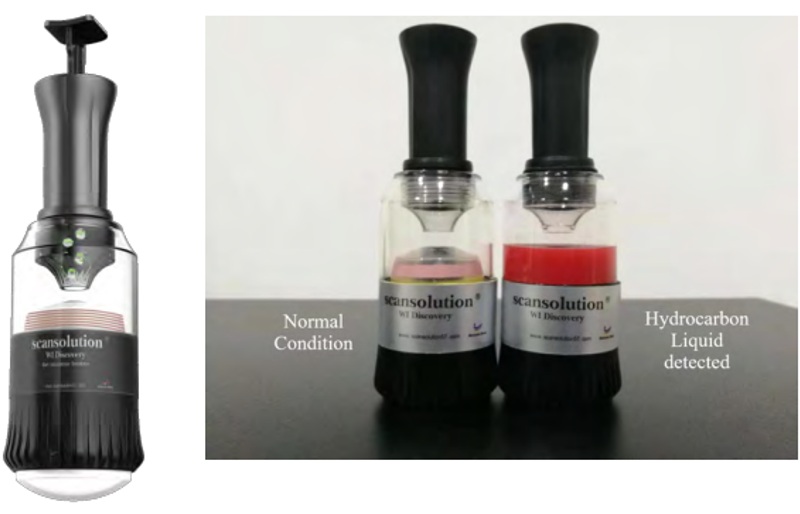 scansolution®
WI Discovery
Normal
Condition
scansolution®
WI Discovery
scansolution®
WI Discovery
Hydrocarbon
Liquid
detected